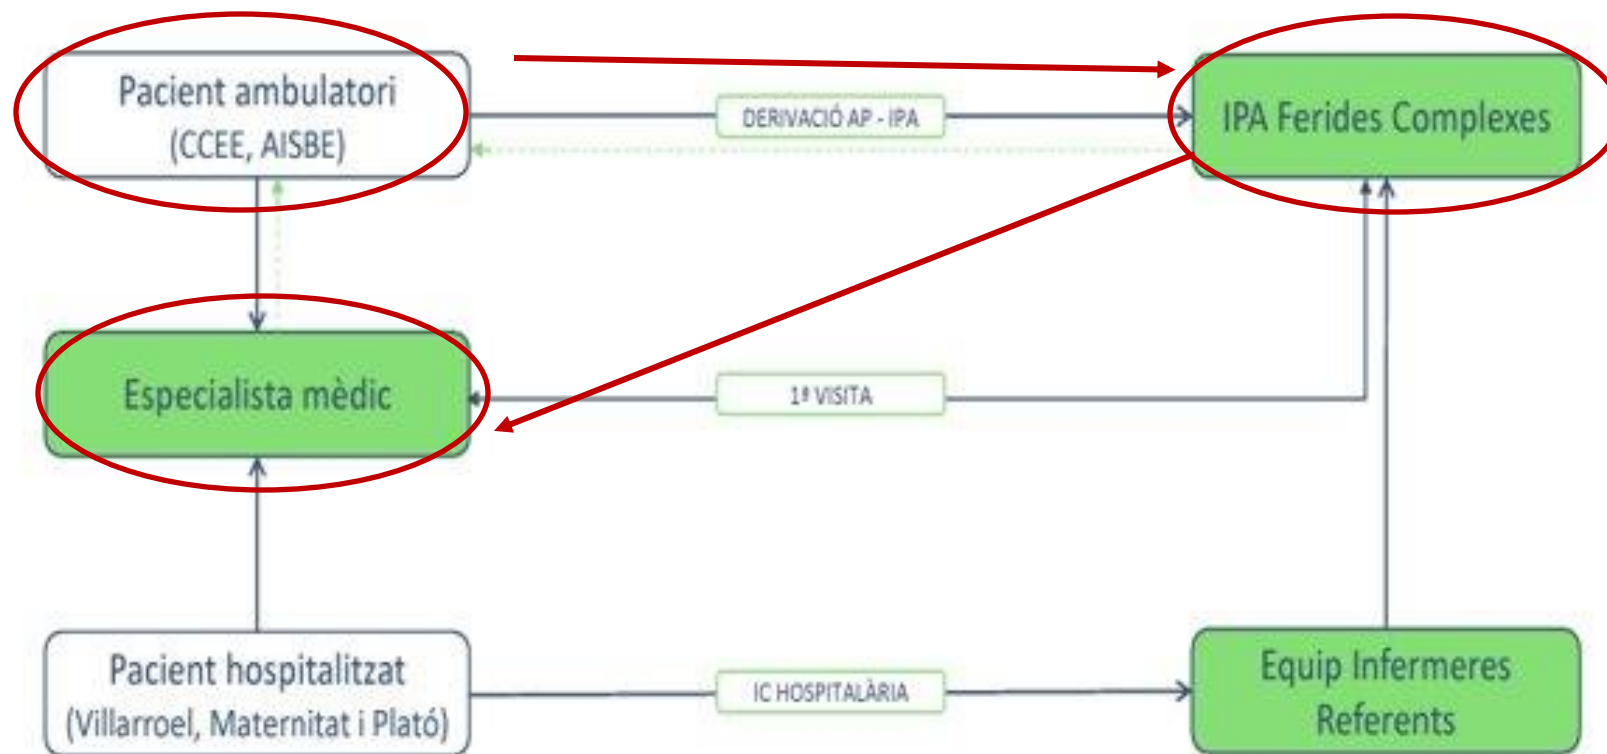 Pacient ambulatori
(CCEE, AISBE)
DERIVACIÓ AP - IPA
IPA Ferides Complexes
Especialista mèdic
1ª VISITA
Pacient hospitalitzat
(Villarroel, Maternitat i Plató)
IC HOSPITALÀRIA
Equip Infermeres
Referents